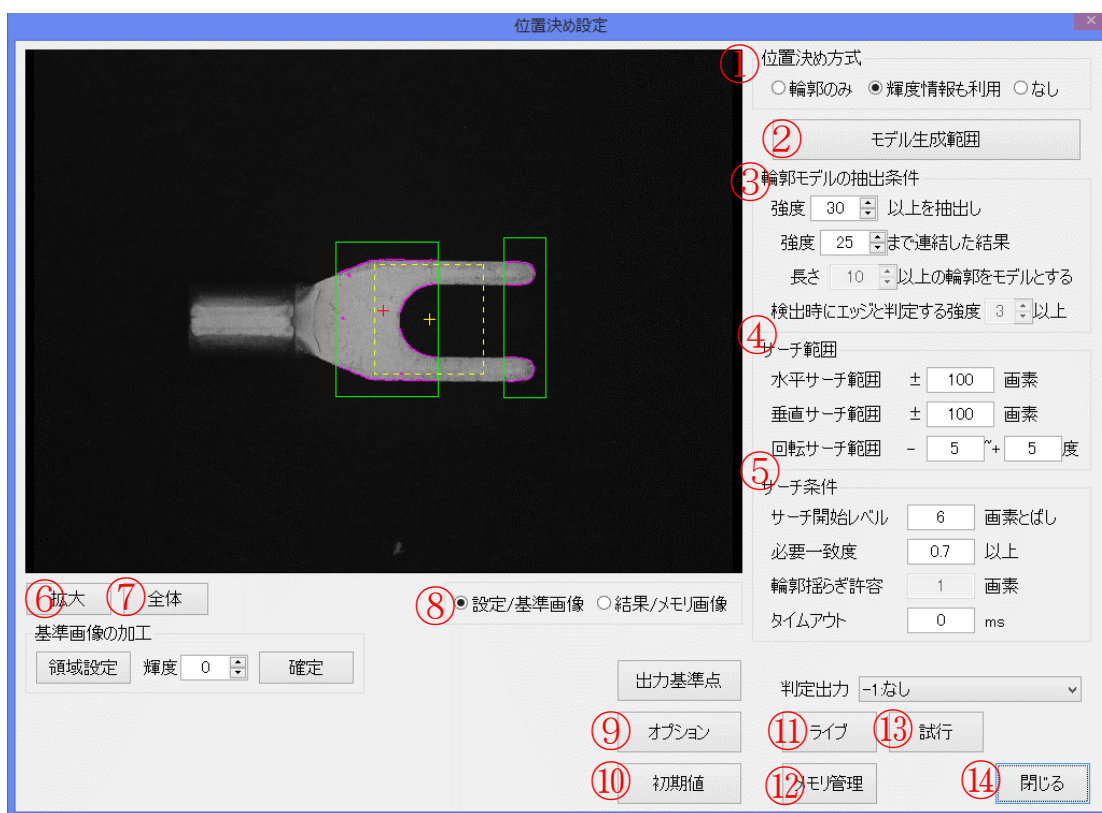 位置決め設定
①
位置決め方式
輪郭のみ 輝度情報も利用 なし
② モデル生成範囲
③
輪郭モデルの抽出条件
強度 30 以上を抽出し
強度 25 まで連結した結果
長さ 10 以上の輪郭をモデルとする
検出時にエッジと判定する強度 3 以上
④
サーチ範囲
水平サーチ範囲 ± 100 画素
垂直サーチ範囲 ± 100 画素
回転サーチ範囲 - 5 ~+ 5 度
⑤
サーチ条件
サーチ開始レベル 6 画素とばし
必要一致度 0.7 以上
輪郭揺らぎ許容 1 画素
タイムアウト 0 ms
⑥ 拡大 ⑦ 全体
⑧ 設定/基準画像 結果/メモリ画像
基準画像の加工
領域設定 輝度 0 確定
出力基準点
判定出力 -1:なし
⑨ オプション ⑪ ライブ ⑬ 試行
⑩ 初期値 ⑫ メモリ管理 ⑭ 閉じる